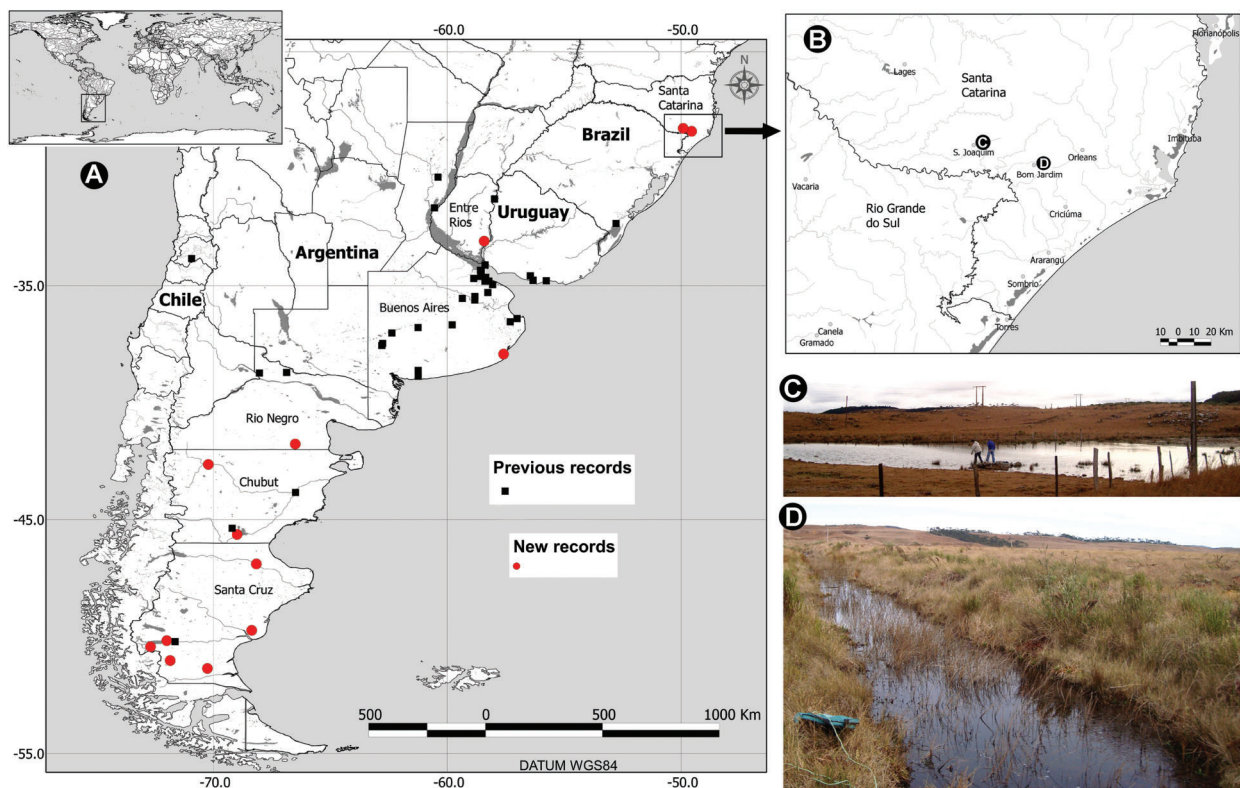 A
-60.0
-50.0
N
Santa
Catarina
Brazil
Entre
Rios
Uruguay
Argentina
-35.0
Chile
Buenos Aires
Rio Negro
Previous records
Chubut
-45.0
New records
Santa Cruz
500
0
500
1000 Km
-55.0
DATUM WGS84
-70.0
-60.0
-50.0
B
Florianópolis
Lages
Santa
Catarina
C
S. Joaquim
Imbituba
Orleans
D
Bom Jardim
Vacaria
Rio Grande
do Sul
Criciúma
Ararangu
Sombrio
Torres
Canela
Gramado
10 0 10 20 KM
C
D